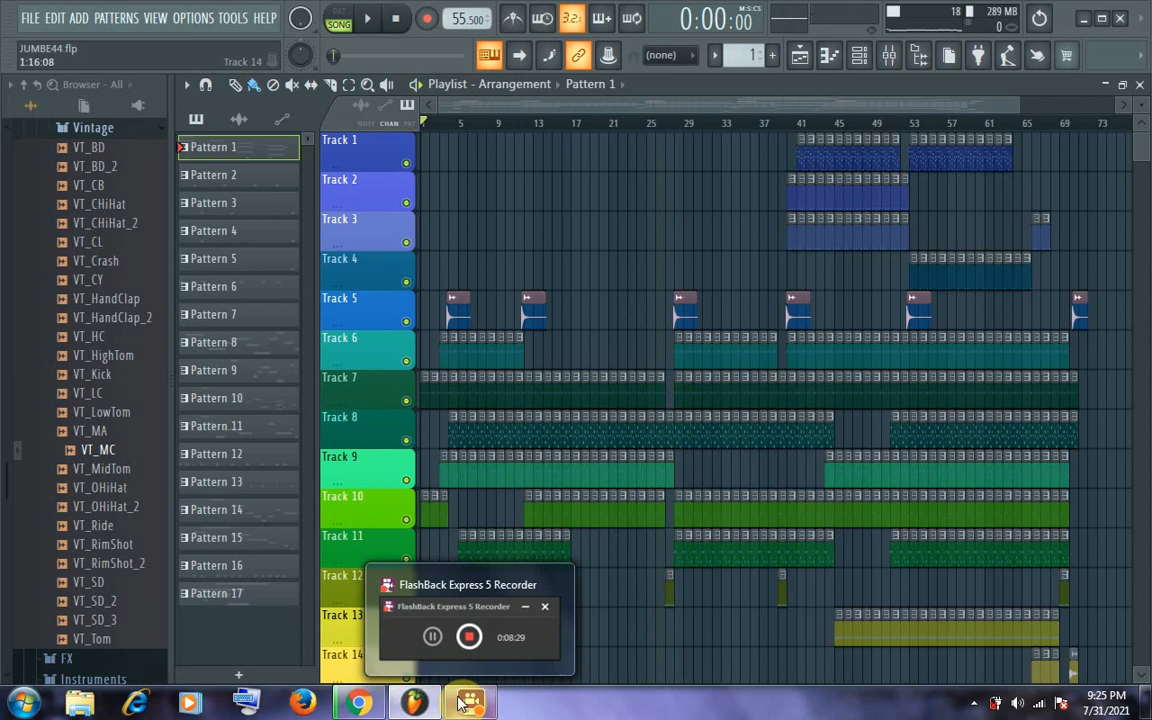 FILE EDIT ADD PATTERNS VIEW OPTIONS TOOLS HELP
SONG
55.500
3.2.
0:00:00
M:S:CS
18
289 MB
0
JUMBE44.flp
1:16:08
Track 14
(none)
1
Browser - All
Playlist - Arrangement
Pattern 1
NOTE CHAN PAT
5 9 13 17 21 25 29 33 37 41 45 49 53 57 61 65 69 73
Vintage
VT_BD
VT_BD_2
VT_CB
VT_CHiHat
VT_CHiHat_2
VT_CL
VT_Crash
VT_CY
VT_HandClap
VT_HandClap_2
VT_HC
VT_HighTom
VT_Kick
VT_LC
VT_LowTom
VT_MA
VT_MC
VT_MidTom
VT_OHiHat
VT_OHiHat_2
VT_Ride
VT_RimShot
VT_RimShot_2
VT_SD
VT_SD_2
VT_SD_3
VT_Tom
FX
Instruments
Pattern 1
Pattern 2
Pattern 3
Pattern 4
Pattern 5
Pattern 6
Pattern 7
Pattern 8
Pattern 9
Pattern 10
Pattern 11
Pattern 12
Pattern 13
Pattern 14
Pattern 15
Pattern 16
Pattern 17
Track 1
Track 2
Track 3
Track 4
Track 5
Track 6
Track 7
Track 8
Track 9
Track 10
Track 11
Track 12
Track 13
Track 14
FlashBack Express 5 Recorder
FlashBack Express 5 Recorder
0:08:29
9:25 PM
7/31/2021